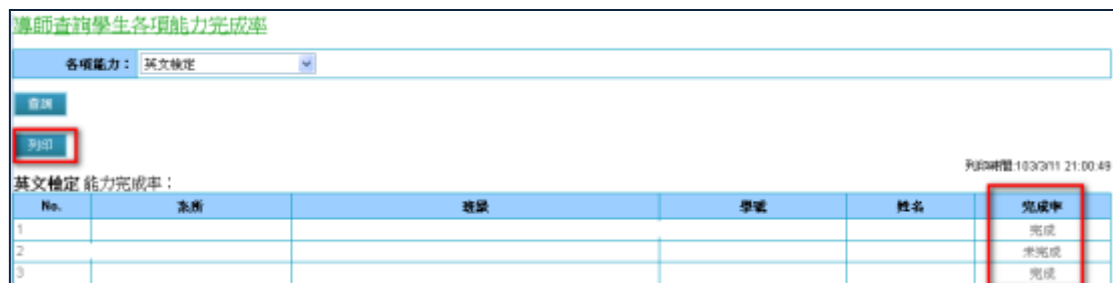 導師查詢學生各項能力完成率
各項能力： 英文檢定
查詢
列印
列印時間:103/3/11 21:00:49
英文檢定 能力完成率：
No. 系所 班級 學號 姓名 完成率
1 完成
2 未完成
3 完成